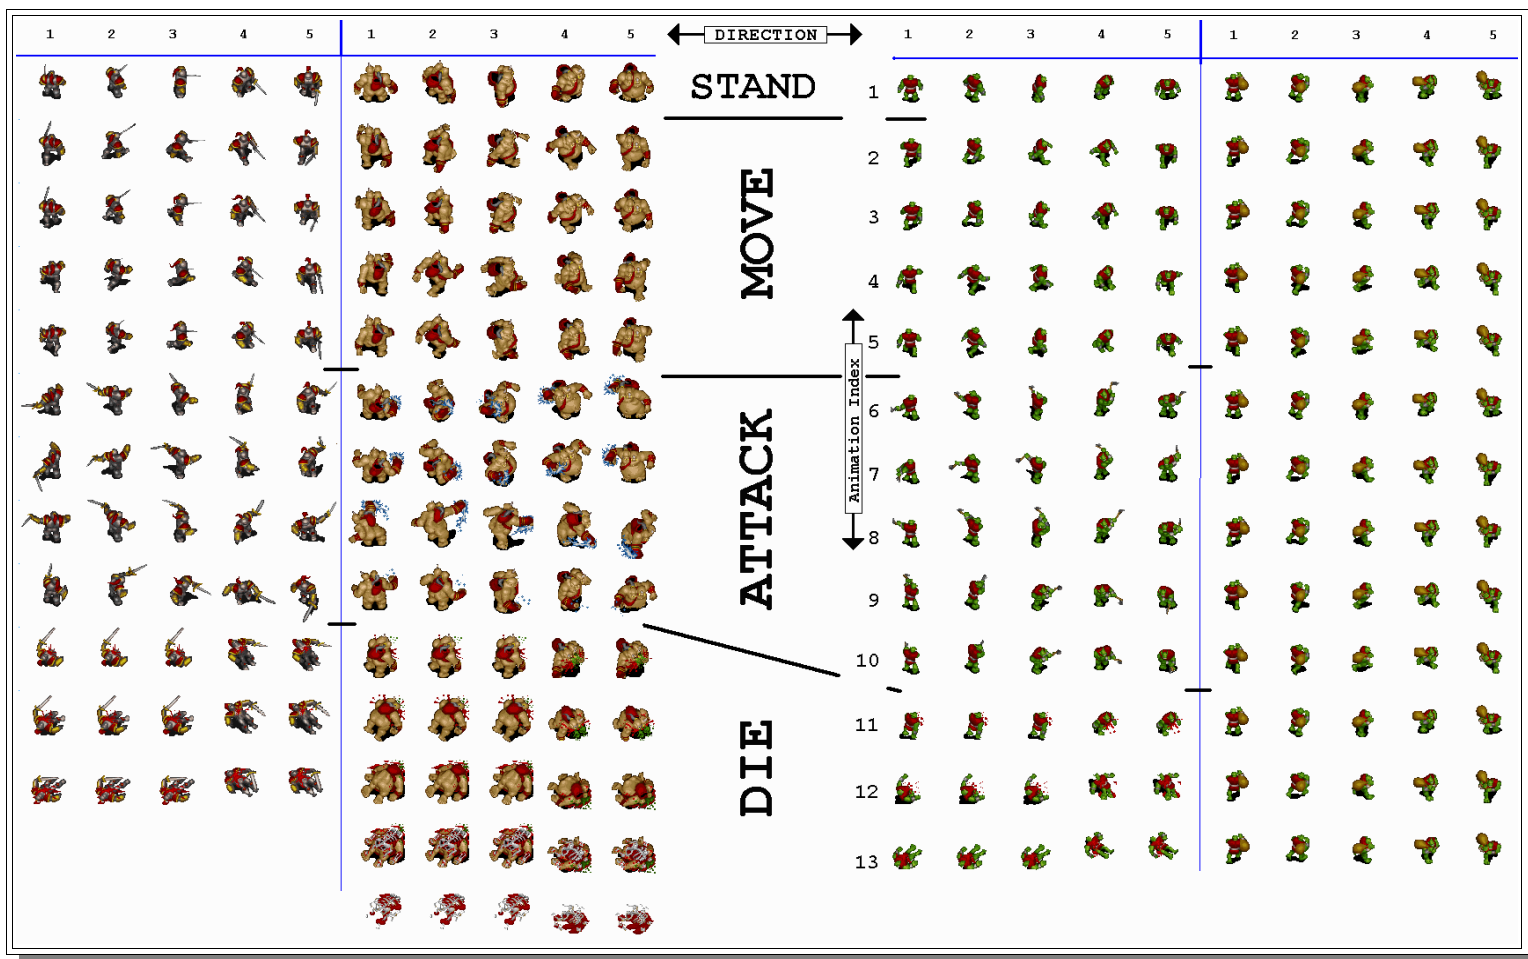 1 2 3 4 5 1 2 3 4 5 DIRECTION 1 2 3 4 5 1 2 3 4 5
STAND
MOVE
ATTACK
DIE
Animation Index
1
2
3
4
5
6
7
8
9
10
11
12
13